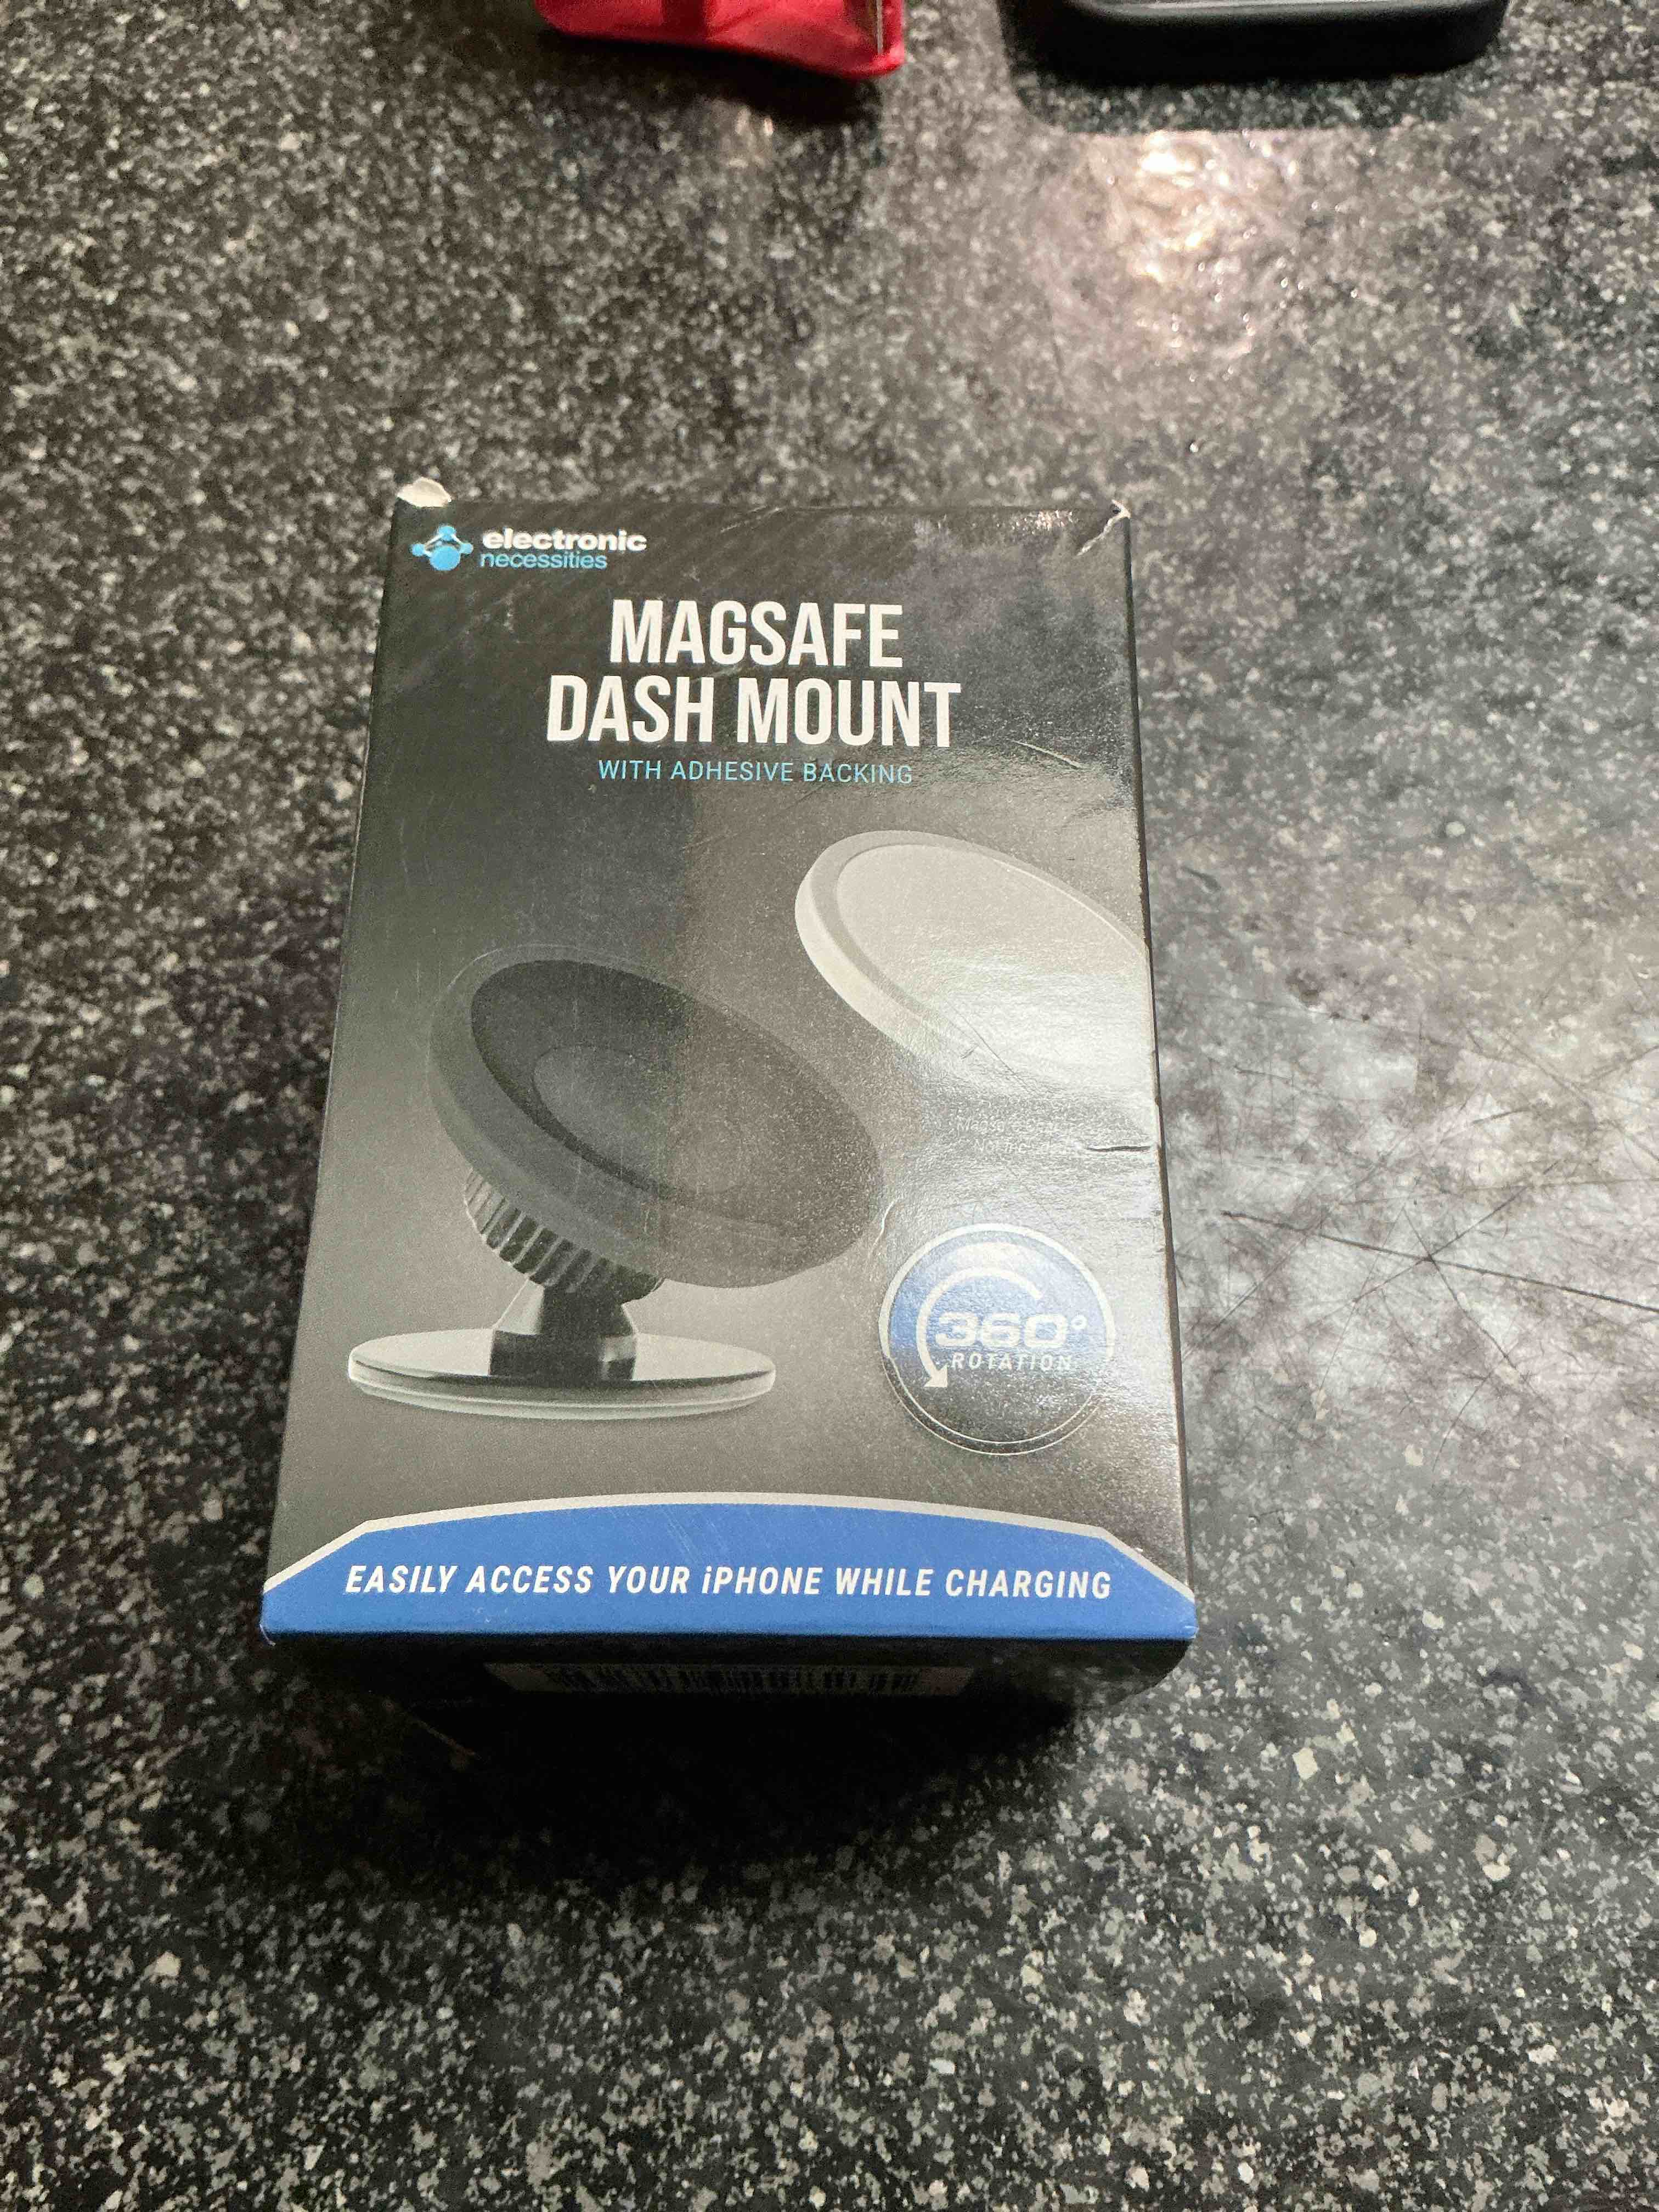 electronic
necessities
MAGSAFE
DASH MOUNT
WITH ADHESIVE BACKING
360°
ROTATION
EASILY ACCESS YOUR iPHONE WHILE CHARGING